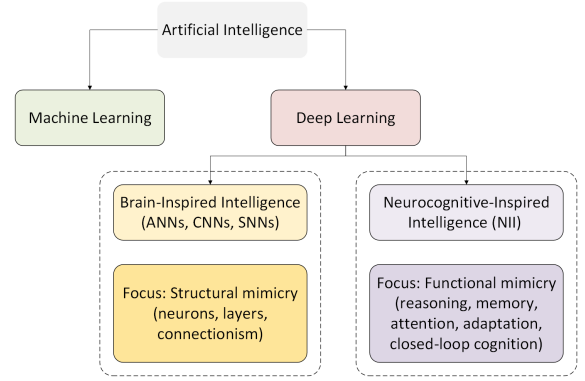 Artificial Intelligence
Machine Learning
Deep Learning
Brain-Inspired Intelligence
(ANNs, CNNs, SNNs)
Neurocognitive-Inspired
Intelligence (NII)
Focus: Structural mimicry
(neurons, layers,
connectionism)
Focus: Functional mimicry
(reasoning, memory,
attention, adaptation,
closed-loop cognition)